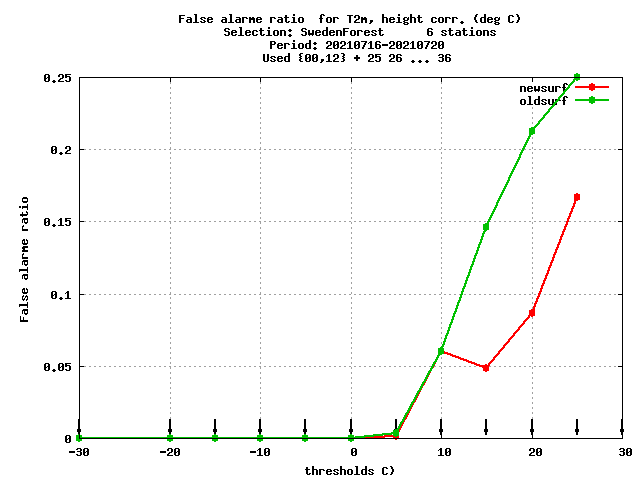 False alarme ratio  for T2m, height corr. (deg C)
Selection: SwedenForest      6 stations
Period: 20210716-20210720
Used {00,12} + 25 26 ... 36
newsurf
oldsurf
0.25
0.2
0.15
0.1
0.05
0
False alarme ratio
-30
-20
-10
0
10
20
30
thresholds C)